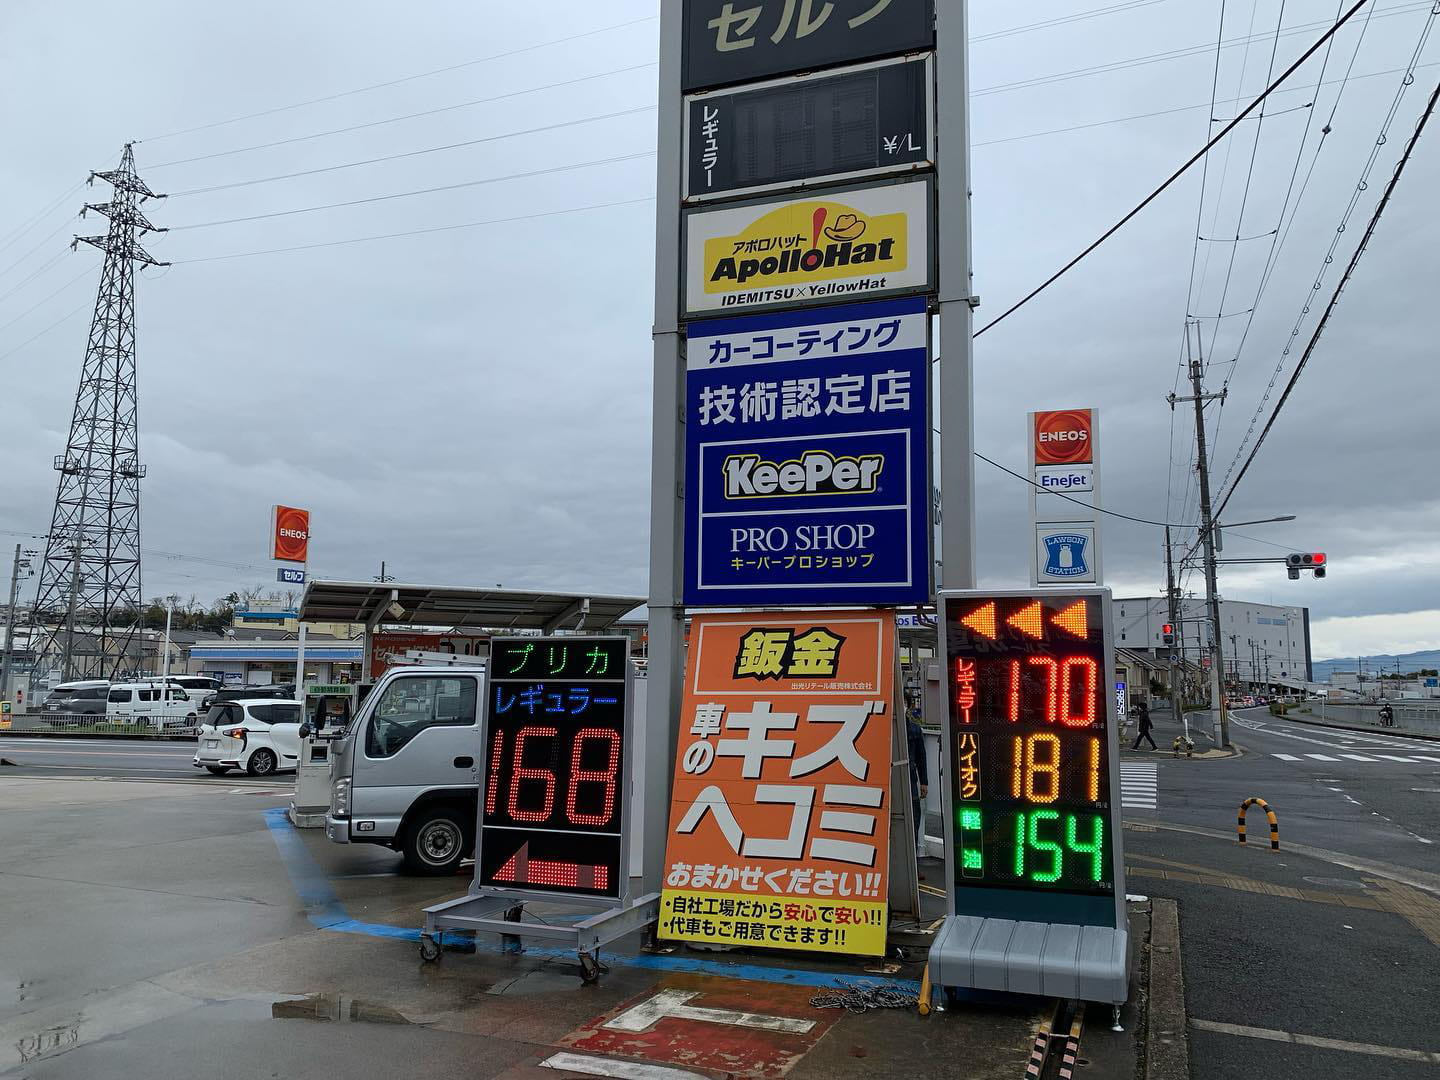 セルフ
レギュラー
¥/L
アポロハット
ApolloHat
IDEMITSU×YellowHat
カーコーティング
技術認定店
KeePer
PRO SHOP
キーパープロショップ
鈑金
出光リテール販売株式会社
車の
キズ
ヘコミ
おまかせください!!
・自社工場だから安心で安い!!
・代車もご用意できます!!
プリカ
レギュラー
168
レギュラー 170
ハイオク 181
軽油 154
ENEOS
EneJet
LAWSON
STATION
ENEOS
セルフ